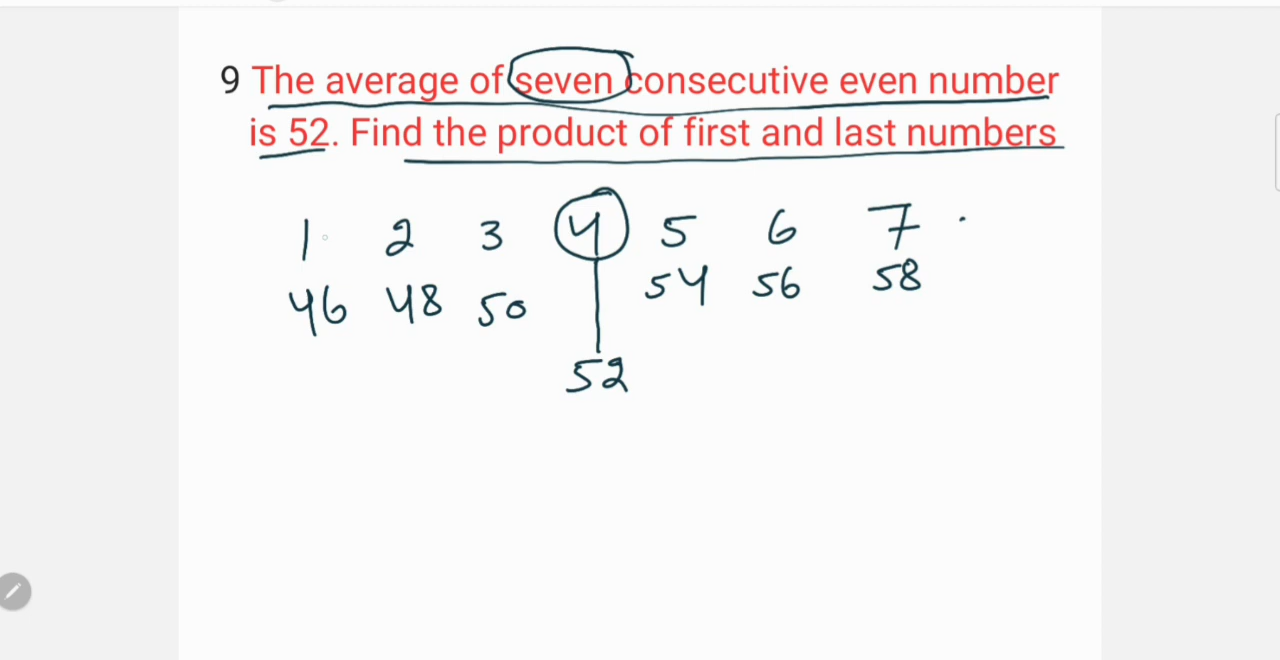 9 The average of seven consecutive even number
is 52. Find the product of first and last numbers
1 2 3 4 5 6 7
46 48 50 54 56 58
52